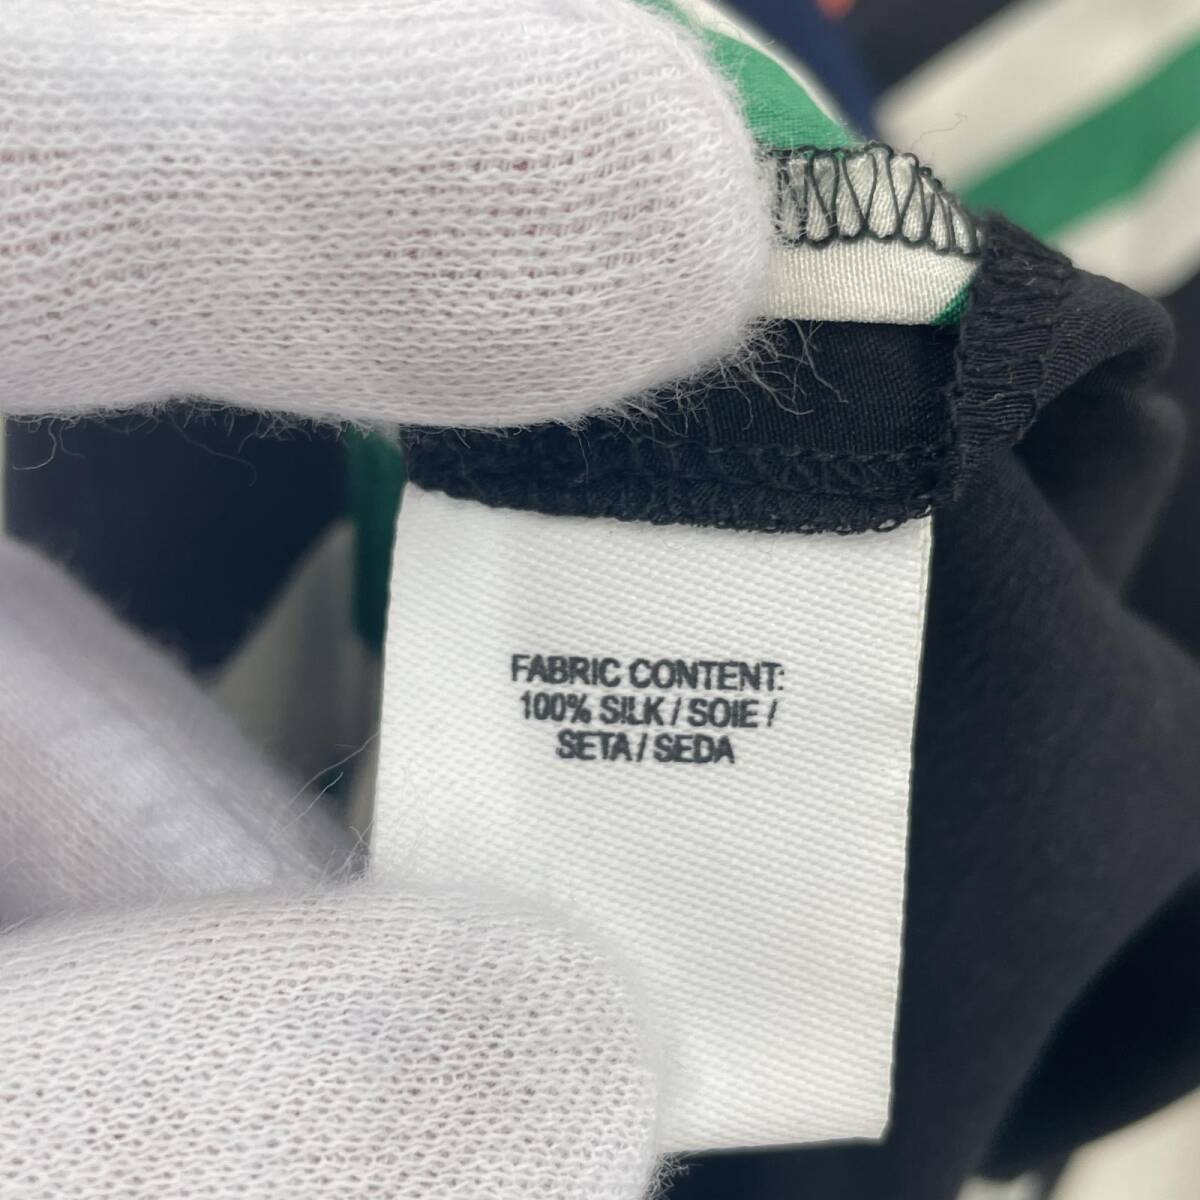 FABRIC CONTENT:
100% SILK / SOIE /
SETA / SEDA